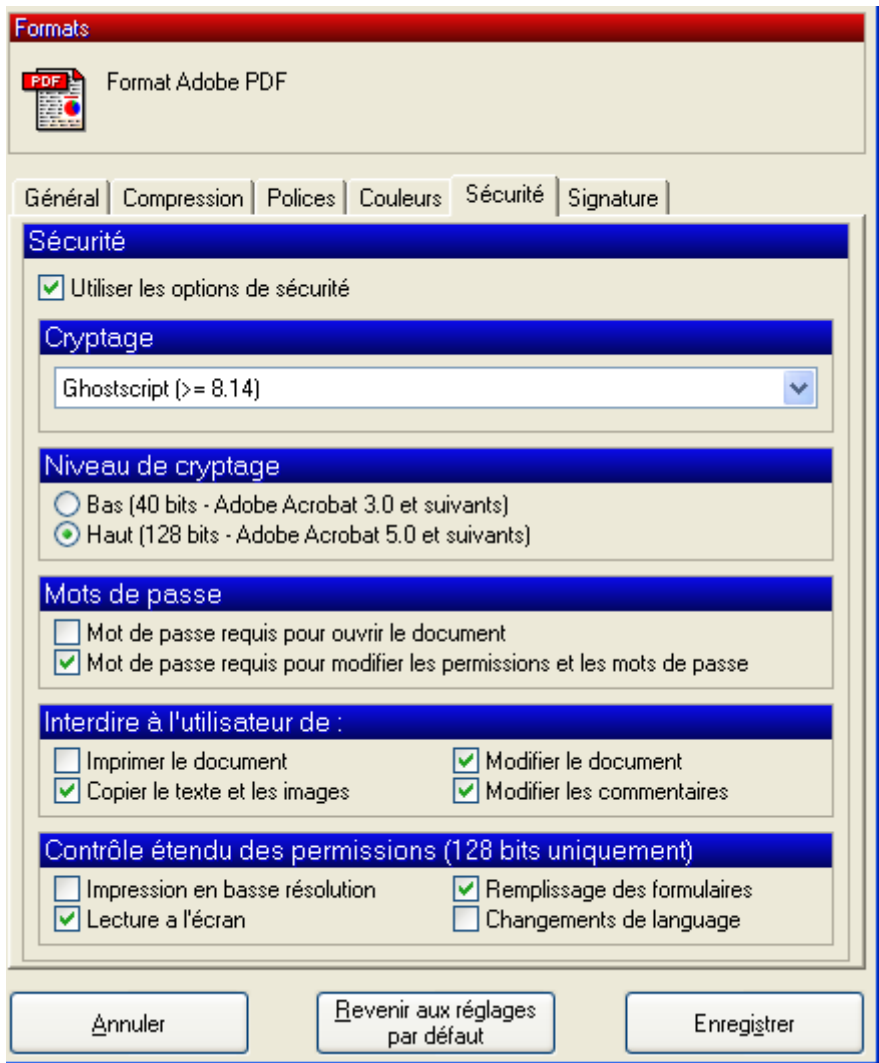 Formats
PDF
Format Adobe PDF
Général
Compression
Polices
Couleurs
Sécurité
Signature
Sécurité
Utiliser les options de sécurité
Cryptage
Ghostscript (>= 8.14)
Niveau de cryptage
Bas (40 bits - Adobe Acrobat 3.0 et suivants)
Haut (128 bits - Adobe Acrobat 5.0 et suivants)
Mots de passe
Mot de passe requis pour ouvrir le document
Mot de passe requis pour modifier les permissions et les mots de passe
Interdire à l'utilisateur de :
Imprimer le document
Modifier le document
Copier le texte et les images
Modifier les commentaires
Contrôle étendu des permissions (128 bits uniquement)
Impression en basse résolution
Remplissage des formulaires
Lecture a l'écran
Changements de language
Annuler
Revenir aux réglages
par défaut
Enregistrer